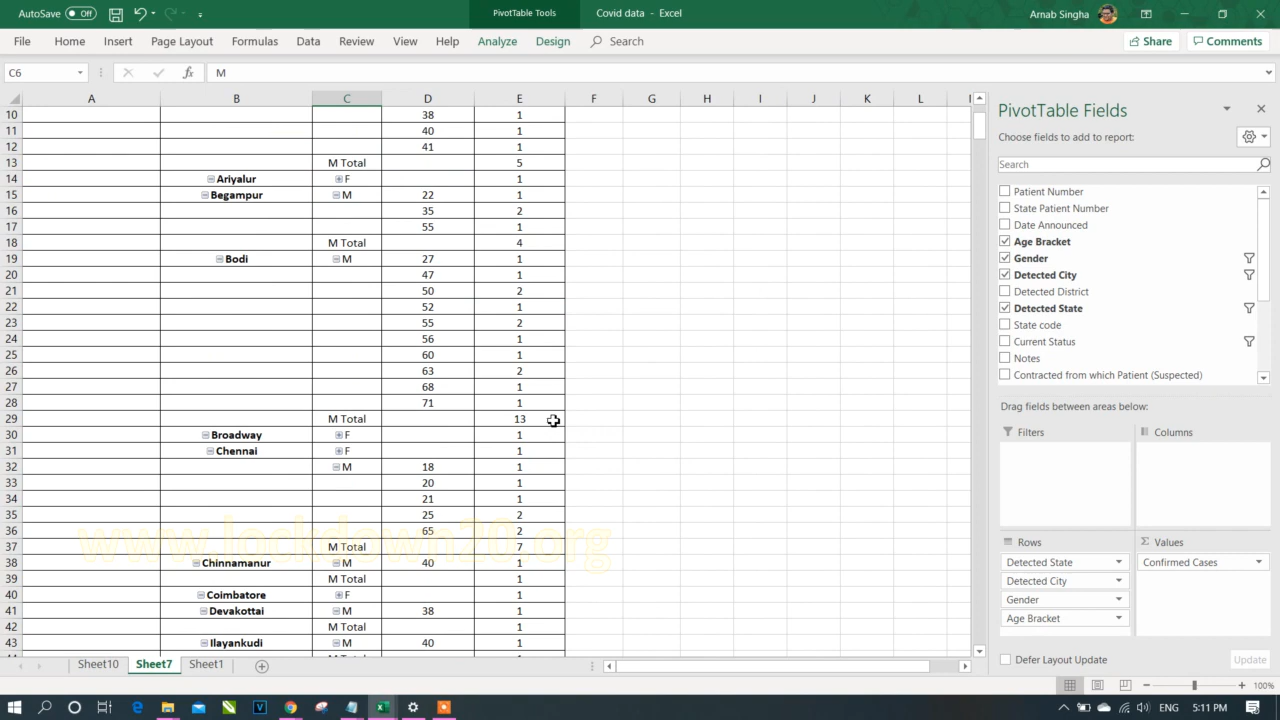 AutoSave Off PivotTable Tools Covid data - Excel Arnab Singha
File Home Insert Page Layout Formulas Data Review View Help Analyze Design Search Share Comments
C6 fx M
A B C D E F G H I J K L
10 38 1
11 40 1
12 41 1
13 M Total 5
14 Ariyalur F 1
15 Begampur M 22 1
16 35 2
17 55 1
18 M Total 4
19 Bodi M 27 1
20 47 1
21 50 2
22 52 1
23 55 2
24 56 1
25 60 1
26 63 2
27 68 1
28 71 1
29 M Total 13
30 Broadway F 1
31 Chennai F 1
32 M 18 1
33 20 1
34 21 1
35 25 2
36 65 2
37 M Total 7
38 Chinnamanur M 40 1
39 M Total 1
40 Coimbatore F 1
41 Devakottai M 38 1
42 M Total 1
43 Ilayankudi M 40 1
www.lockdown20.org
Sheet10 Sheet7 Sheet1
PivotTable Fields
Choose fields to add to report:
Search
Patient Number
State Patient Number
Date Announced
Age Bracket
Gender
Detected City
Detected District
Detected State
State code
Current Status
Notes
Contracted from which Patient (Suspected)
Drag fields between areas below:
Filters Columns
Rows Σ Values
Detected State Confirmed Cases
Detected City
Gender
Age Bracket
Defer Layout Update Update
100%
ENG 5:11 PM